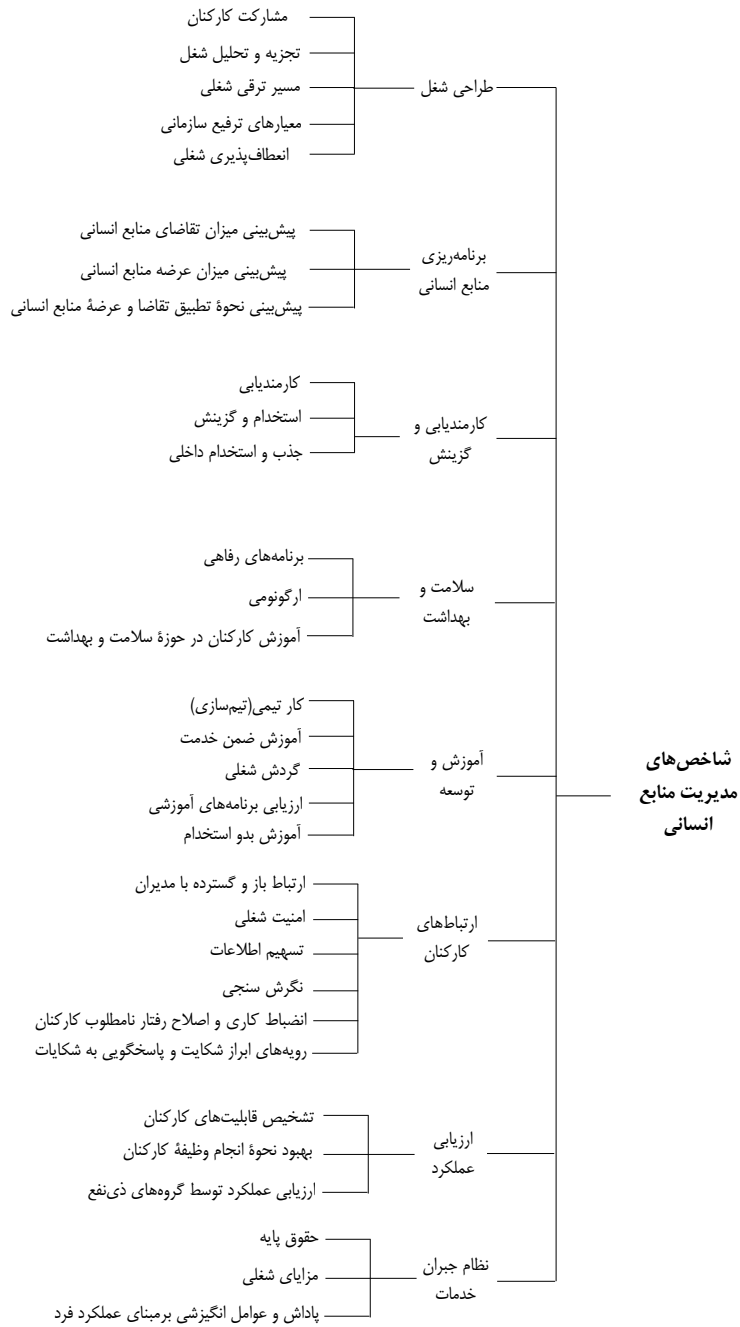 شاخص‌های
مدیریت منابع
انسانی
طراحی شغل
مشارکت کارکنان
تجزیه و تحلیل شغل
مسیر ترقی شغلی
معیارهای ترفیع سازمانی
انعطاف‌پذیری شغلی
برنامه‌ریزی
منابع انسانی
پیش‌بینی میزان تقاضای منابع انسانی
پیش‌بینی میزان عرضه منابع انسانی
پیش‌بینی نحوهٔ تطبیق تقاضا و عرضهٔ منابع انسانی
کارمندیابی و
گزینش
کارمندیابی
استخدام و گزینش
جذب و استخدام داخلی
سلامت و
بهداشت
برنامه‌های رفاهی
ارگونومی
آموزش کارکنان در حوزهٔ سلامت و بهداشت
آموزش و
توسعه
کار تیمی(تیم‌سازی)
آموزش ضمن خدمت
گردش شغلی
ارزیابی برنامه‌های آموزشی
آموزش بدو استخدام
ارتباط‌های
کارکنان
ارتباط باز و گسترده با مدیران
امنیت شغلی
تسهیم اطلاعات
نگرش سنجی
انضباط کاری و اصلاح رفتار نامطلوب کارکنان
رویه‌های ابراز شکایت و پاسخگویی به شکایات
ارزیابی
عملکرد
تشخیص قابلیت‌های کارکنان
بهبود نحوهٔ انجام وظیفهٔ کارکنان
ارزیابی عملکرد توسط گروه‌های ذی‌نفع
نظام جبران
خدمات
حقوق پایه
مزایای شغلی
پاداش و عوامل انگیزشی برمبنای عملکرد فرد